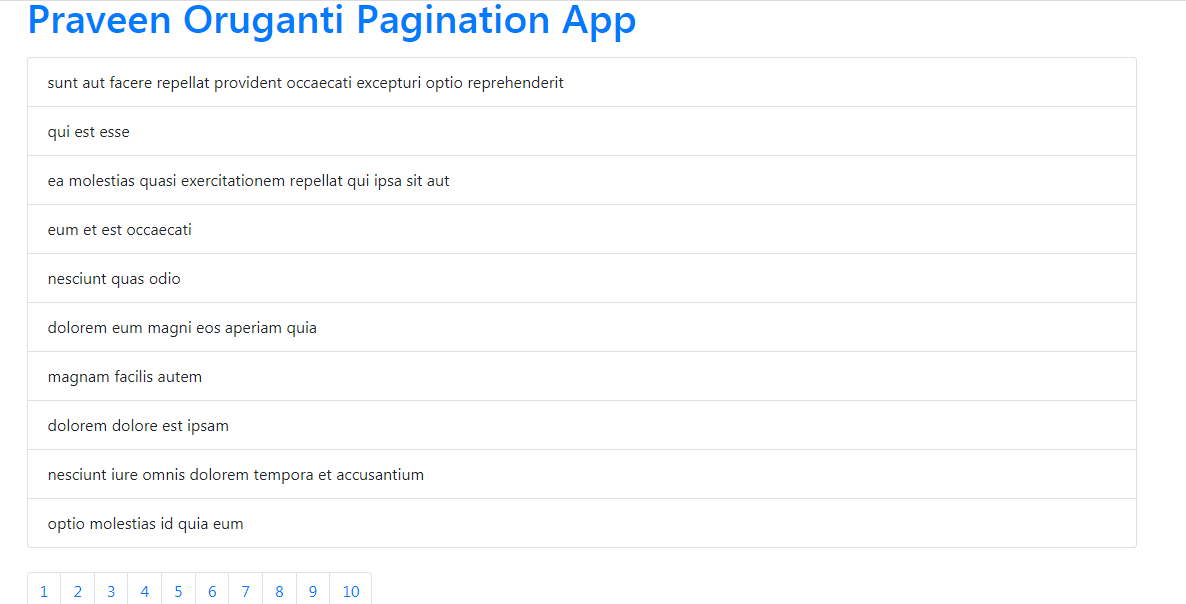 Praveen Oruganti Pagination App
sunt aut facere repellat provident occaecati excepturi optio reprehenderit
qui est esse
ea molestias quasi exercitationem repellat qui ipsa sit aut
eum et est occaecati
nesciunt quas odio
dolorem eum magni eos aperiam quia
magnam facilis autem
dolorem dolore est ipsam
nesciunt iure omnis dolorem tempora et accusantium
optio molestias id quia eum
1 2 3 4 5 6 7 8 9 10